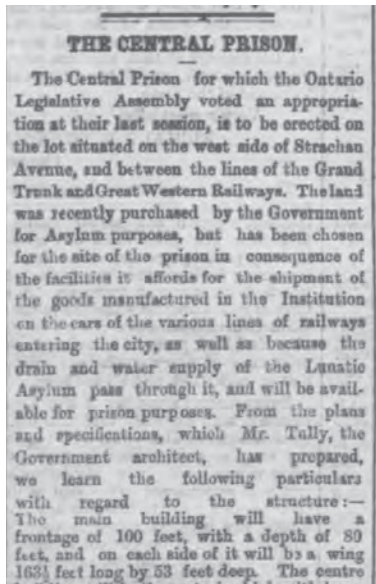 THE CENTRAL PRISON.
The Central Prison for which the Ontario
Legislative Assembly voted an appropria-
tion at their last session, is to be erected on
the lot situated on the west side of Strachan
Avenue, and between the lines of the Grand
Trunk and Great Western Railways. The land
was recently purchased by the Government
for Asylum purposes, but has been chosen
for the site of the prison in consequence of
the facilities it affords for the shipment of
the goods manufactured in the Institution
on the cars of the various lines of railways
entering the city, as well as because the
drain and water supply of the Lunatic
Asylum pass through it, and will be avail-
able for prison purposes. From the plans
and specifications, which Mr. Tully, the
Government architect, has prepared,
we learn the following particulars
with regard to the structure:—
The main building will have a
frontage of 100 feet, with a depth of 80
feet, and on each side of it will be a wing
163½ feet long by 53 feet deep. The centre